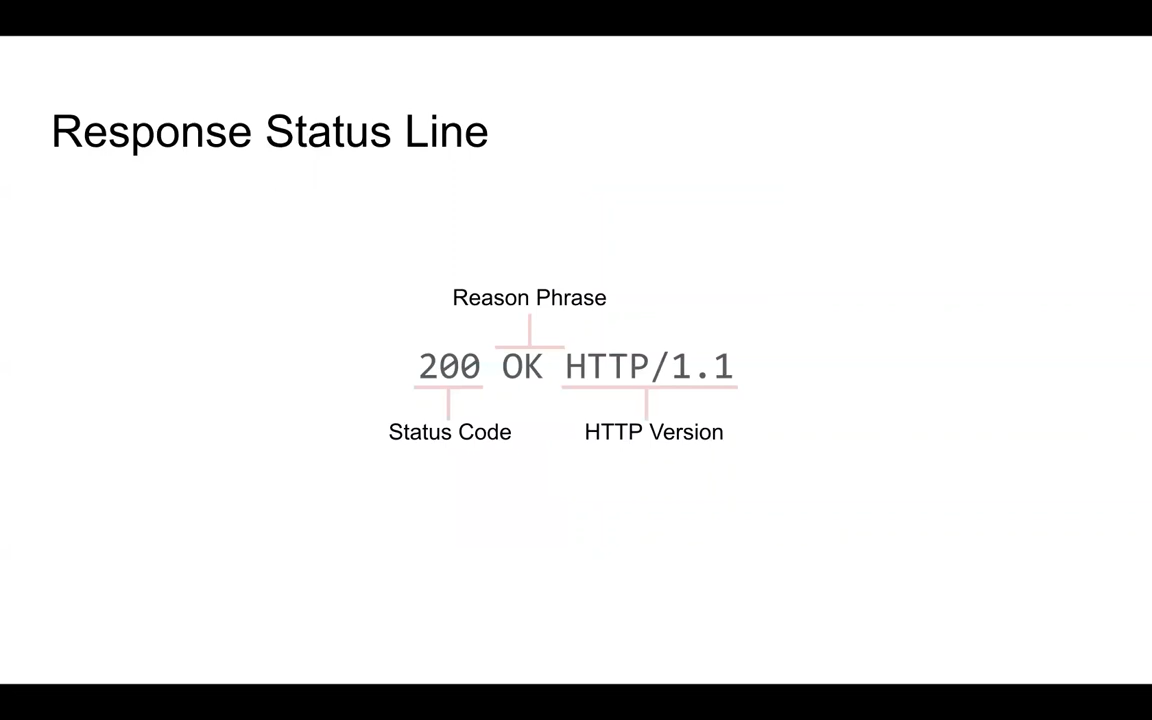 Response Status Line
Reason Phrase
200 OK HTTP/1.1
Status Code HTTP Version